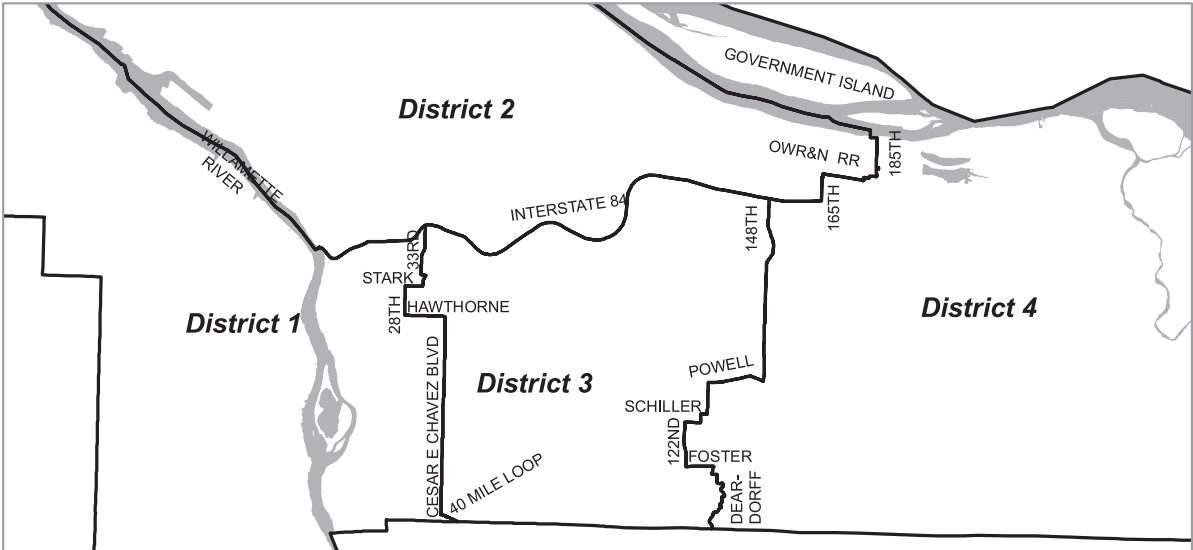 GOVERNMENT ISLAND
District 2
WILLAMETTE
RIVER
OWR&N RR
185TH
165TH
INTERSTATE 84
148TH
33RD
STARK
28TH
HAWTHORNE
District 1
District 4
CESAR E CHAVEZ BLVD
District 3
POWELL
SCHILLER
122ND
FOSTER
40 MILE LOOP
DEAR-
DORFF